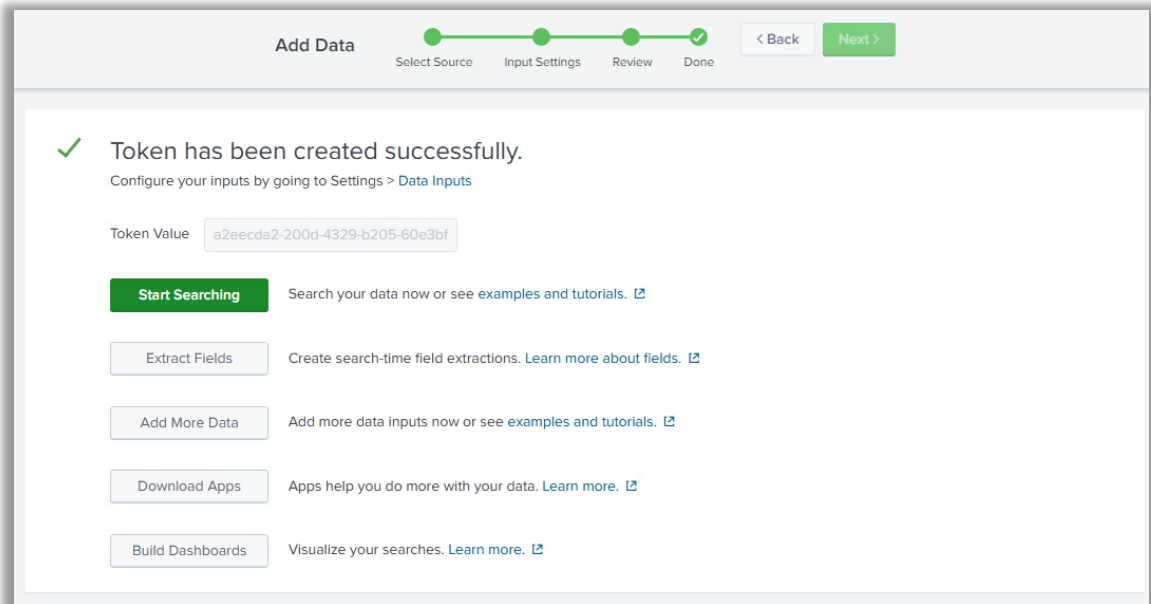 Add Data
Select Source
Input Settings
Review
Done
< Back
Next >
Token has been created successfully.
Configure your inputs by going to Settings > Data Inputs
Token Value a2eecda2-200d-4329-b205-60e3bf
Start Searching Search your data now or see examples and tutorials.
Extract Fields Create search-time field extractions. Learn more about fields.
Add More Data Add more data inputs now or see examples and tutorials.
Download Apps Apps help you do more with your data. Learn more.
Build Dashboards Visualize your searches. Learn more.